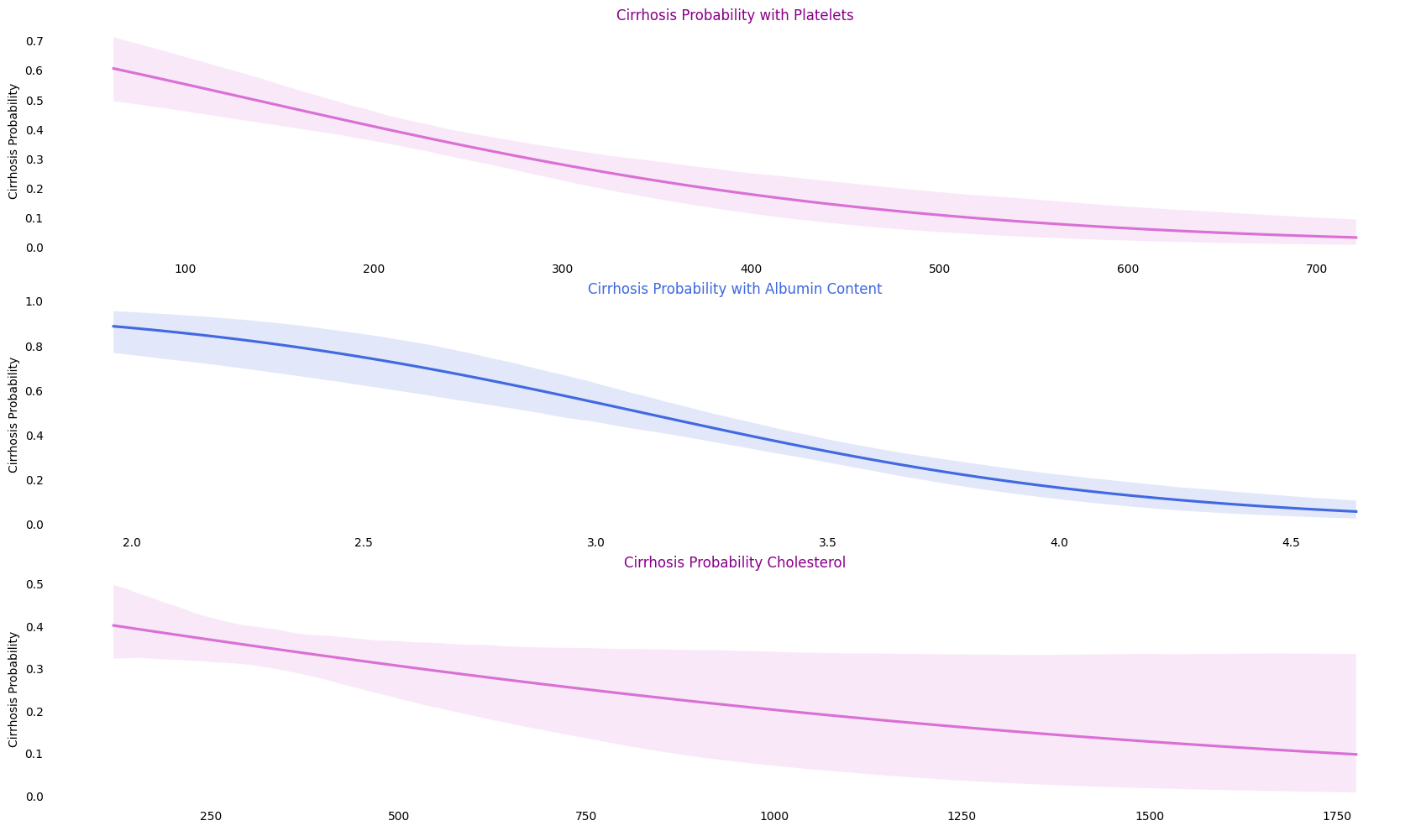 Cirrhosis Probability with Platelets
Cirrhosis Probability
0.7
0.6
0.5
0.4
0.3
0.2
0.1
0.0
100 200 300 400 500 600 700
Cirrhosis Probability with Albumin Content
Cirrhosis Probability
1.0
0.8
0.6
0.4
0.2
0.0
2.0 2.5 3.0 3.5 4.0 4.5
Cirrhosis Probability Cholesterol
Cirrhosis Probability
0.5
0.4
0.3
0.2
0.1
0.0
250 500 750 1000 1250 1500 1750